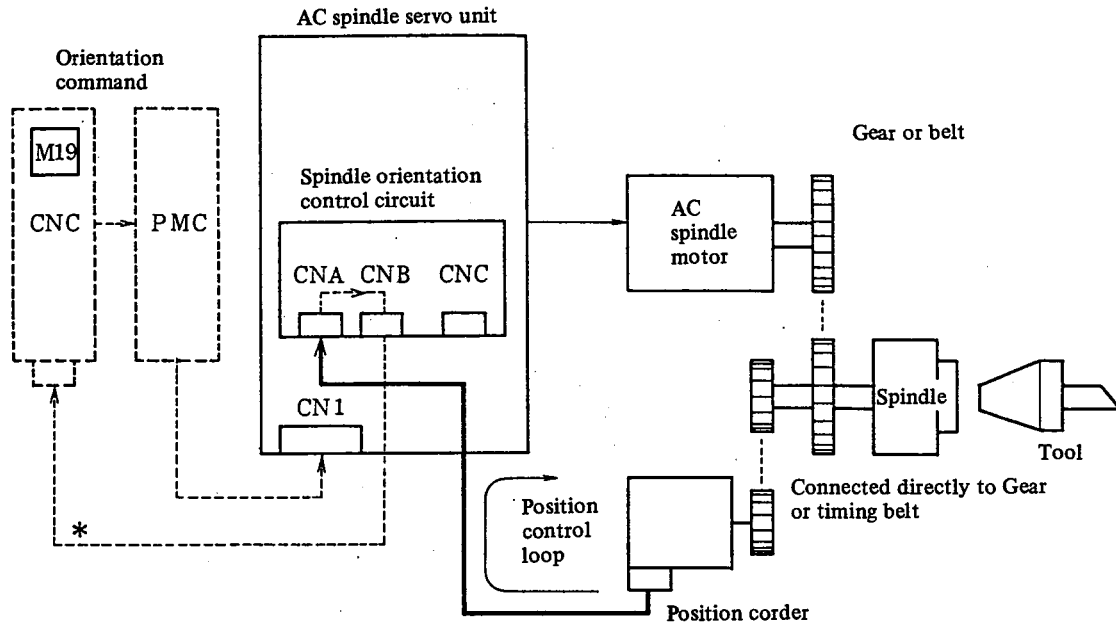 AC spindle servo unit
Orientation
command
M19
CNC
PMC
Spindle orientation
control circuit
CNA
CNB
CNC
CN1
*
Gear or belt
AC
spindle
motor
Spindle
Tool
Connected directly to Gear
or timing belt
Position
control
loop
Position corder